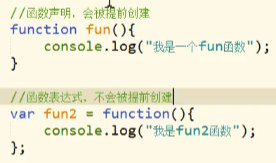 //函数声明，会被提前创建
function fun(){
console.log("我是一个fun函数");
}
//函数表达式，不会被提前创建
var fun2 = function(){
console.log("我是fun2函数");
};